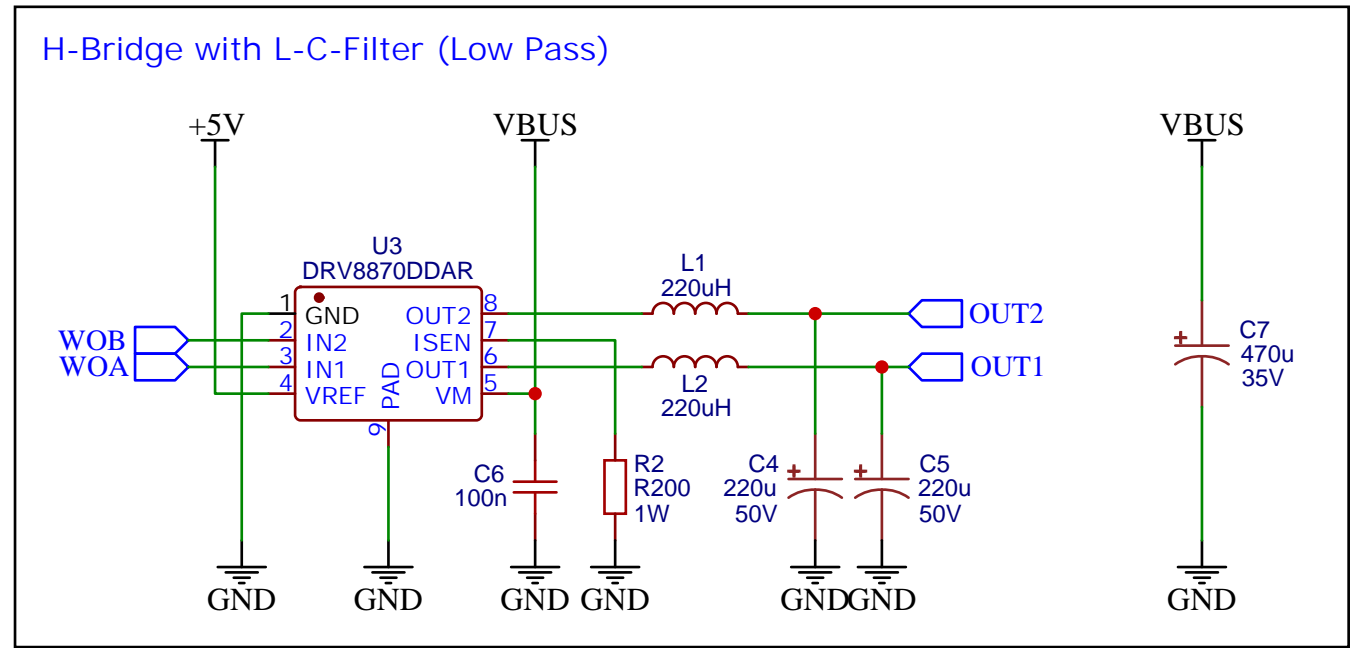 H-Bridge with L-C-Filter (Low Pass)
+5V
VBUS
VBUS
U3
DRV8870DDAR
1
GND
2
IN2
3
IN1
4
VREF
PAD
9
OUT2
8
ISEN
7
OUT1
6
VM
5
WOB
WOA
L1
220uH
L2
220uH
OUT2
OUT1
C6
100n
R2
R200
1W
C4
220u
50V
C5
220u
50V
C7
470u
35V
GND
GND
GND
GND
GND
GND
GND